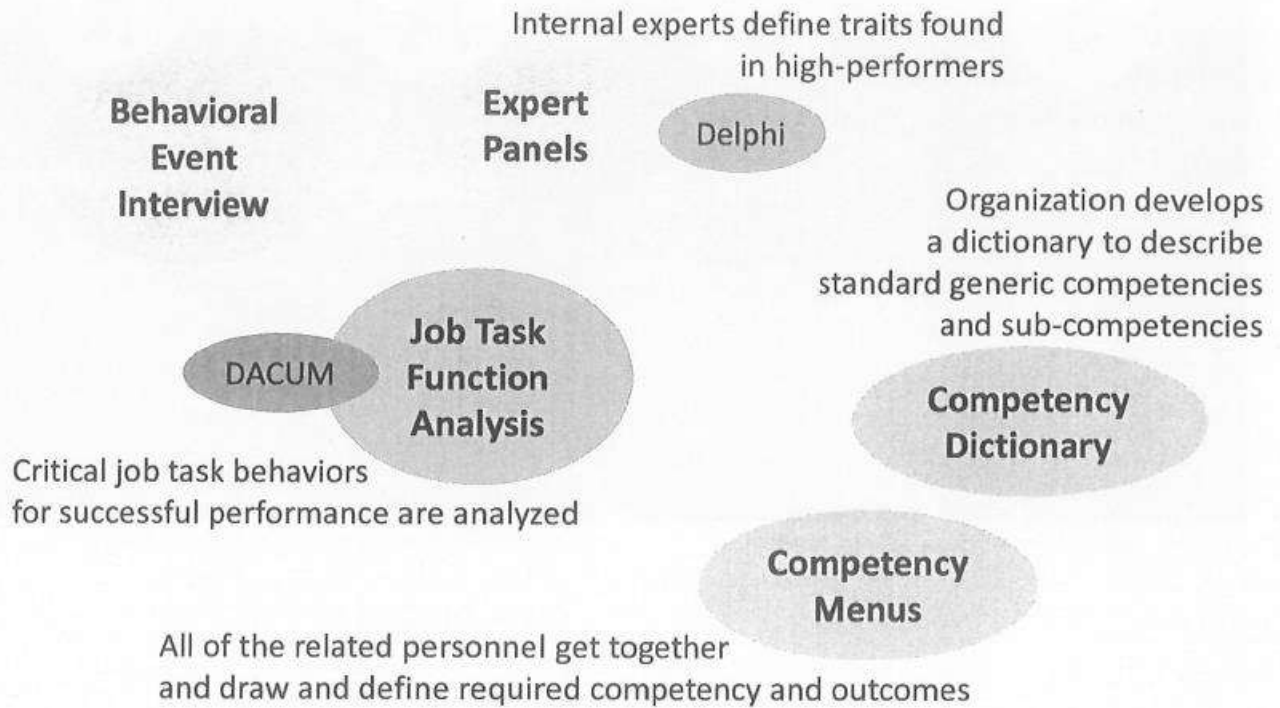 Internal experts define traits found
in high-performers
Behavioral
Event
Interview
Expert
Panels
Delphi
Organization develops
a dictionary to describe
standard generic competencies
and sub-competencies
DACUM
Job Task
Function
Analysis
Critical job task behaviors
for successful performance are analyzed
Competency
Dictionary
Competency
Menus
All of the related personnel get together
and draw and define required competency and outcomes